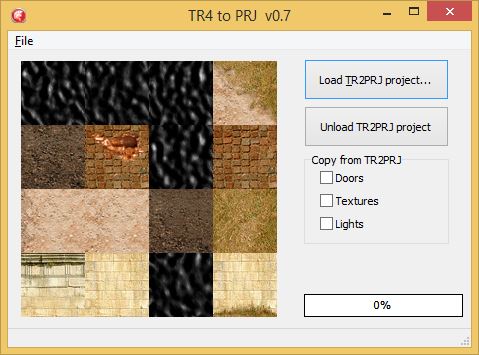 TR4 to PRJ v0.7
File
Load TR2PRJ project...
Unload TR2PRJ project
Copy from TR2PRJ
Doors
Textures
Lights
0%